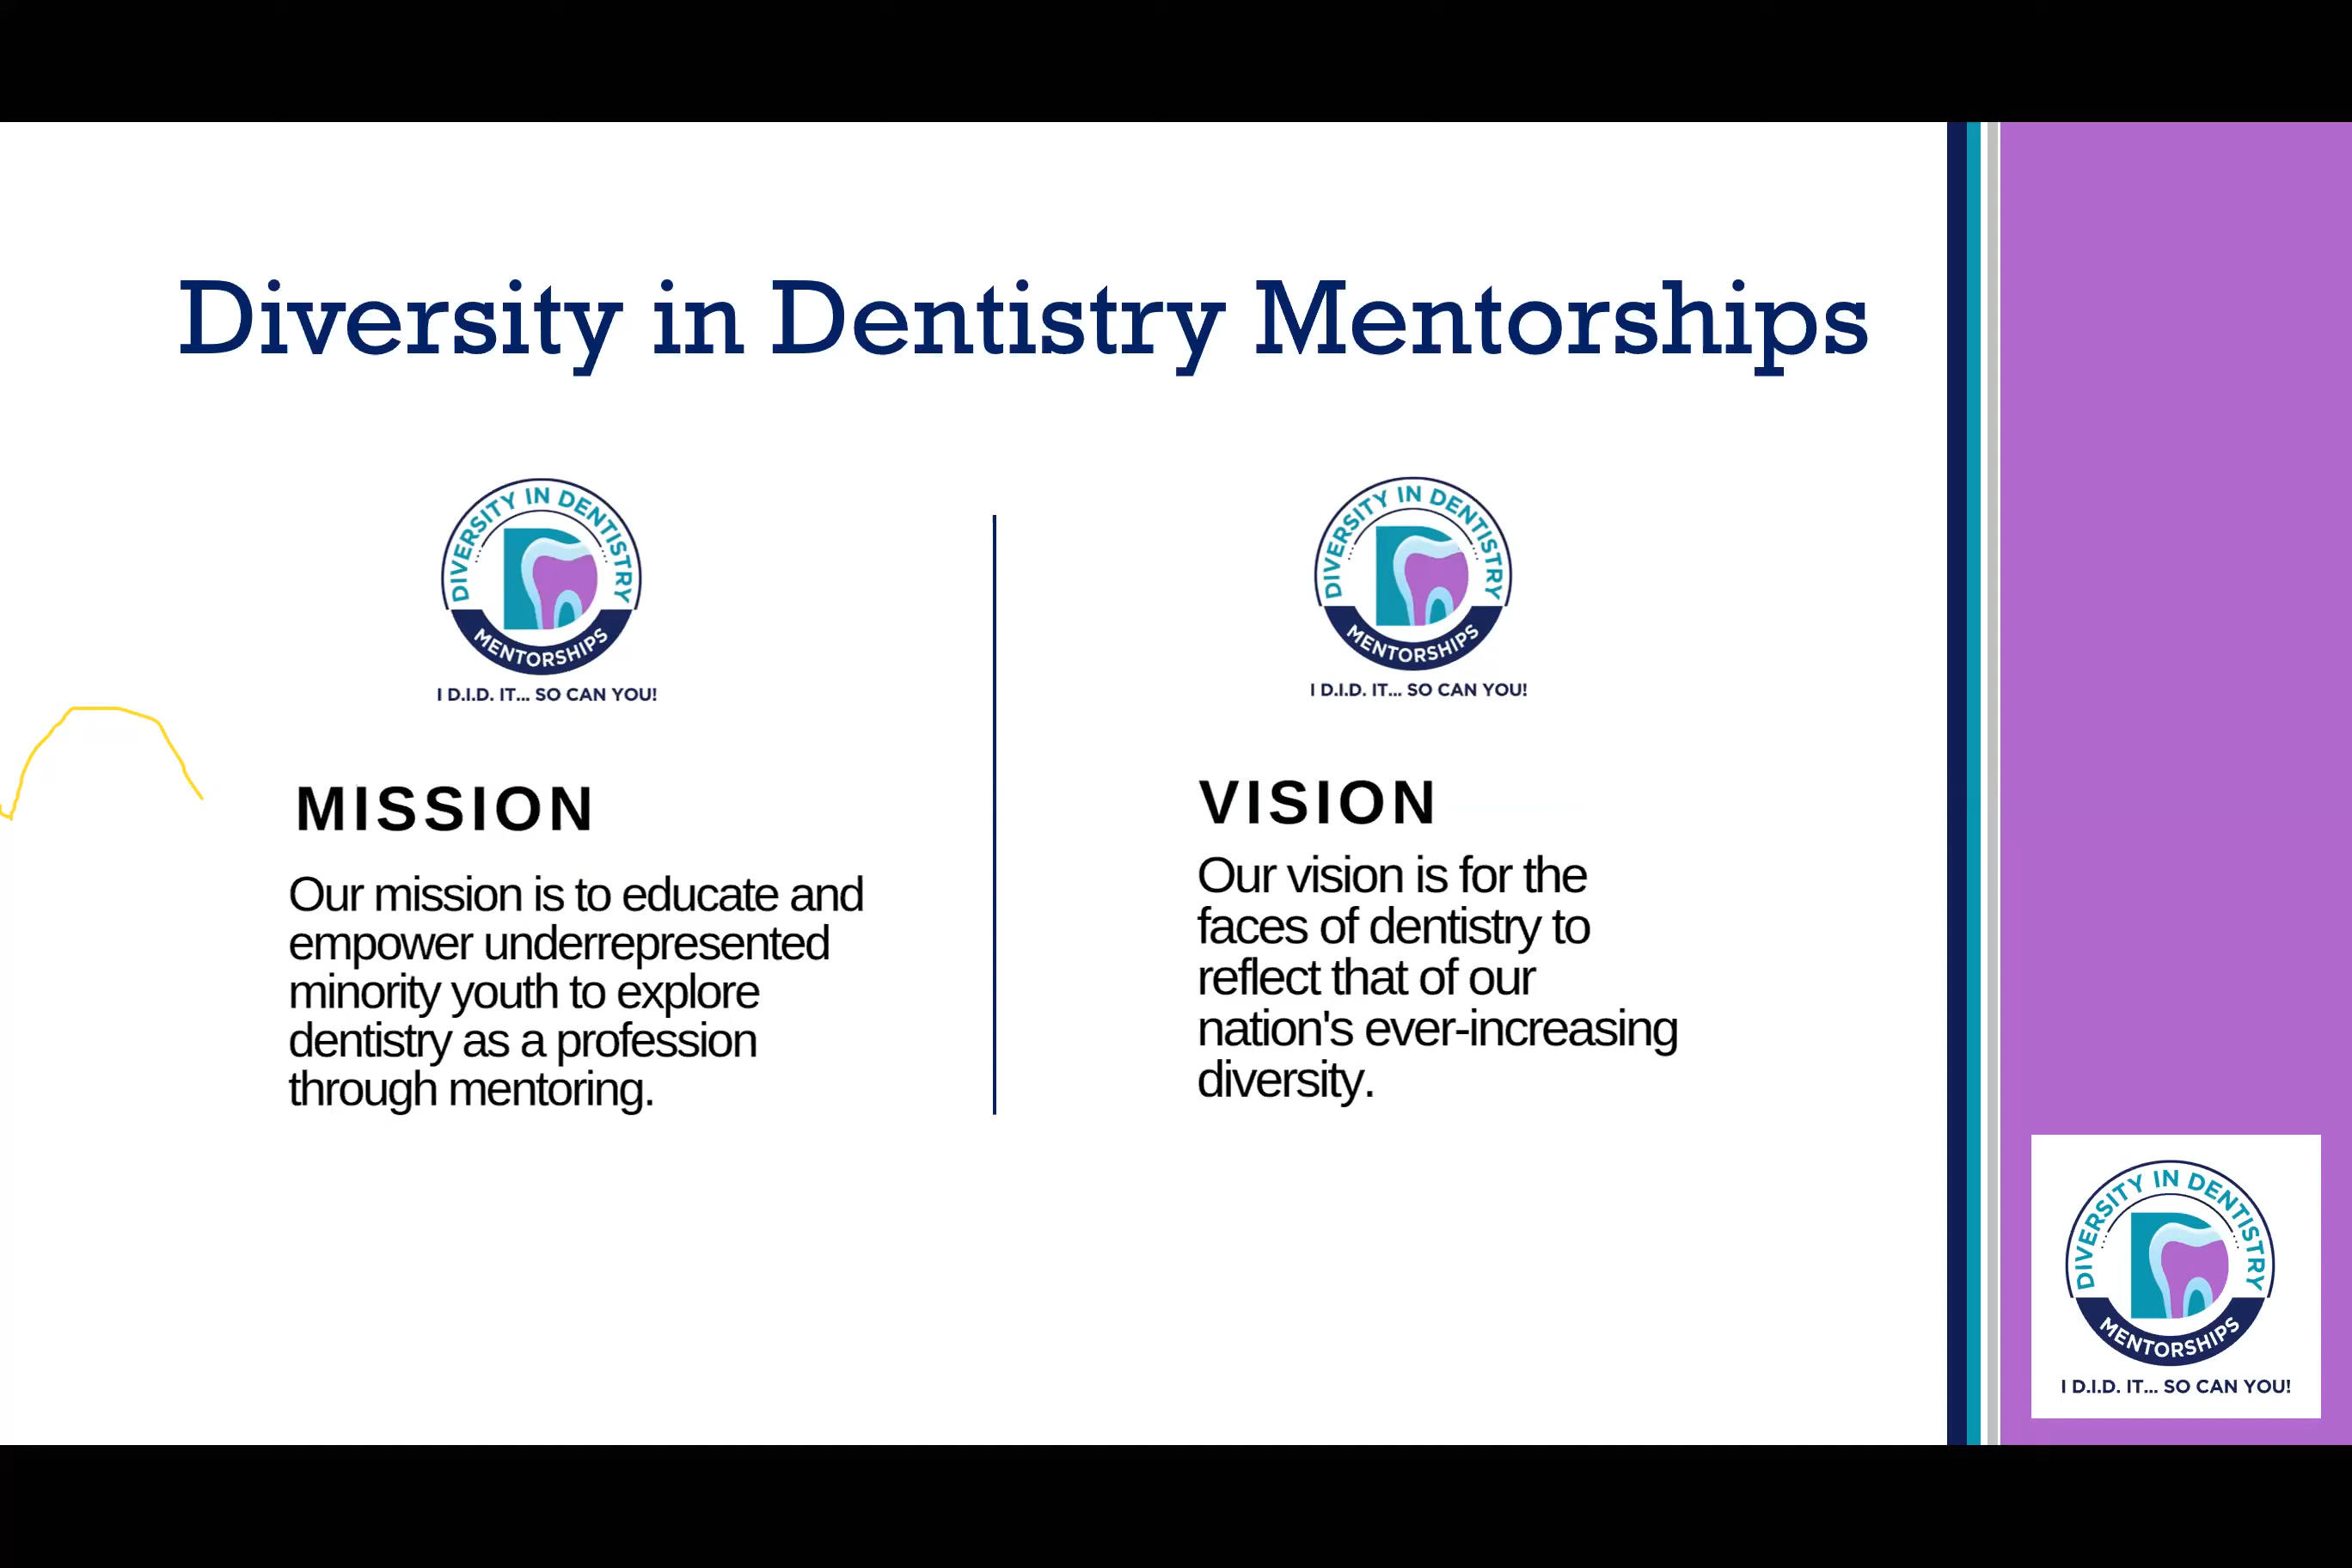 Diversity in Dentistry Mentorships
DIVERSITY IN DENTISTRY
MENTORSHIPS
I D.I.D. IT... SO CAN YOU!
MISSION
Our mission is to educate and
empower underrepresented
minority youth to explore
dentistry as a profession
through mentoring.
DIVERSITY IN DENTISTRY
MENTORSHIPS
I D.I.D. IT... SO CAN YOU!
VISION
Our vision is for the
faces of dentistry to
reflect that of our
nation's ever-increasing
diversity.
DIVERSITY IN DENTISTRY
MENTORSHIPS
I D.I.D. IT... SO CAN YOU!